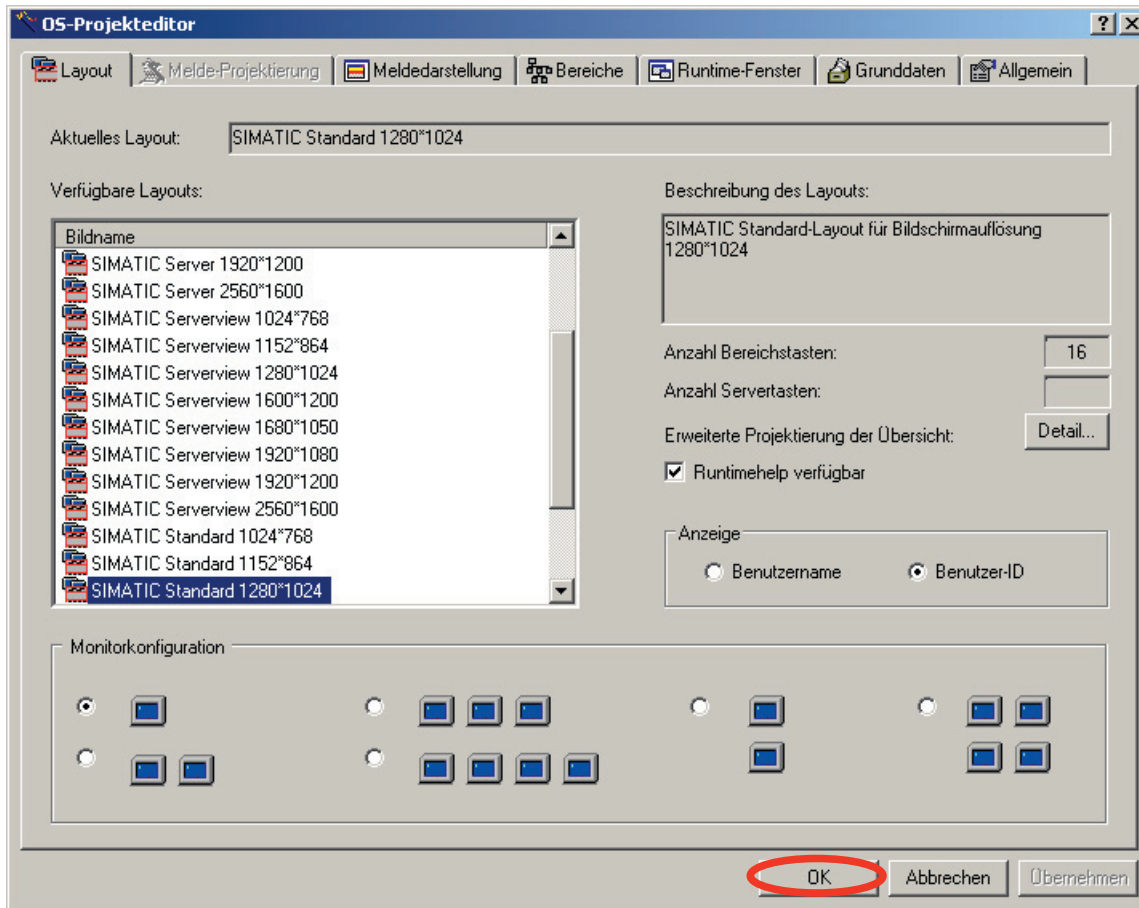 OS-Projekteditor
Layout
Melde-Projektierung
Meldedarstellung
Bereiche
Runtime-Fenster
Grunddaten
Allgemein
Aktuelles Layout:
SIMATIC Standard 1280*1024
Verfügbare Layouts:
Bildname
SIMATIC Server 1920*1200
SIMATIC Server 2560*1600
SIMATIC Serverview 1024*768
SIMATIC Serverview 1152*864
SIMATIC Serverview 1280*1024
SIMATIC Serverview 1600*1200
SIMATIC Serverview 1680*1050
SIMATIC Serverview 1920*1080
SIMATIC Serverview 1920*1200
SIMATIC Serverview 2560*1600
SIMATIC Standard 1024*768
SIMATIC Standard 1152*864
SIMATIC Standard 1280*1024
Beschreibung des Layouts:
SIMATIC Standard-Layout für Bildschirmauflösung
1280*1024
Anzahl Bereichstasten:
16
Anzahl Servertasten:
Erweiterte Projektierung der Übersicht:
Detail...
Runtimehelp verfügbar
Anzeige
Benutzername
Benutzer-ID
Monitorkonfiguration
OK
Abbrechen
Übernehmen